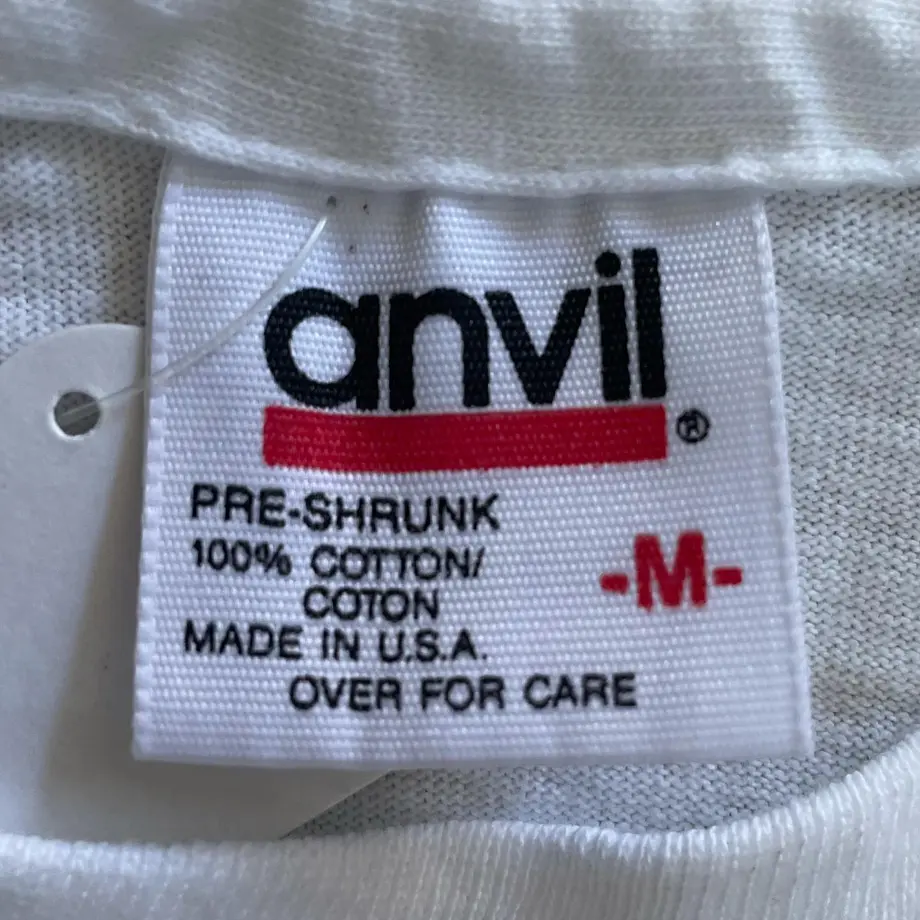 anvil®
PRE-SHRUNK
100% COTTON/
COTON
-M-
MADE IN U.S.A.
OVER FOR CARE